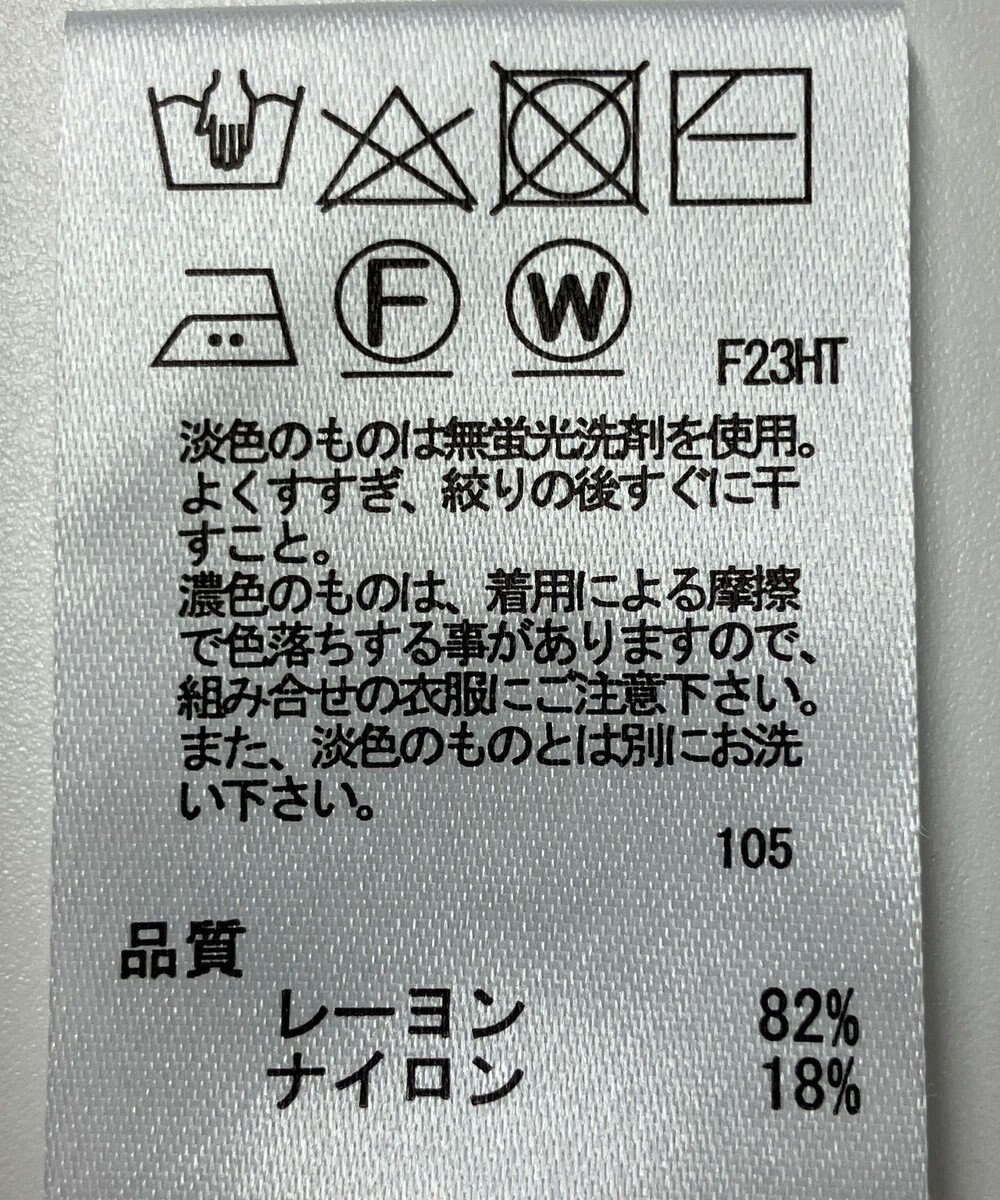 F
W
F23HT
淡色のものは無蛍光洗剤を使用。
よくすすぎ、絞りの後すぐに干
すこと。
濃色のものは、着用による摩擦
で色落ちする事がありますので、
組み合せの衣服にご注意下さい。
また、淡色のものとは別にお洗
い下さい。
105
品質
レーヨン 82%
ナイロン 18%